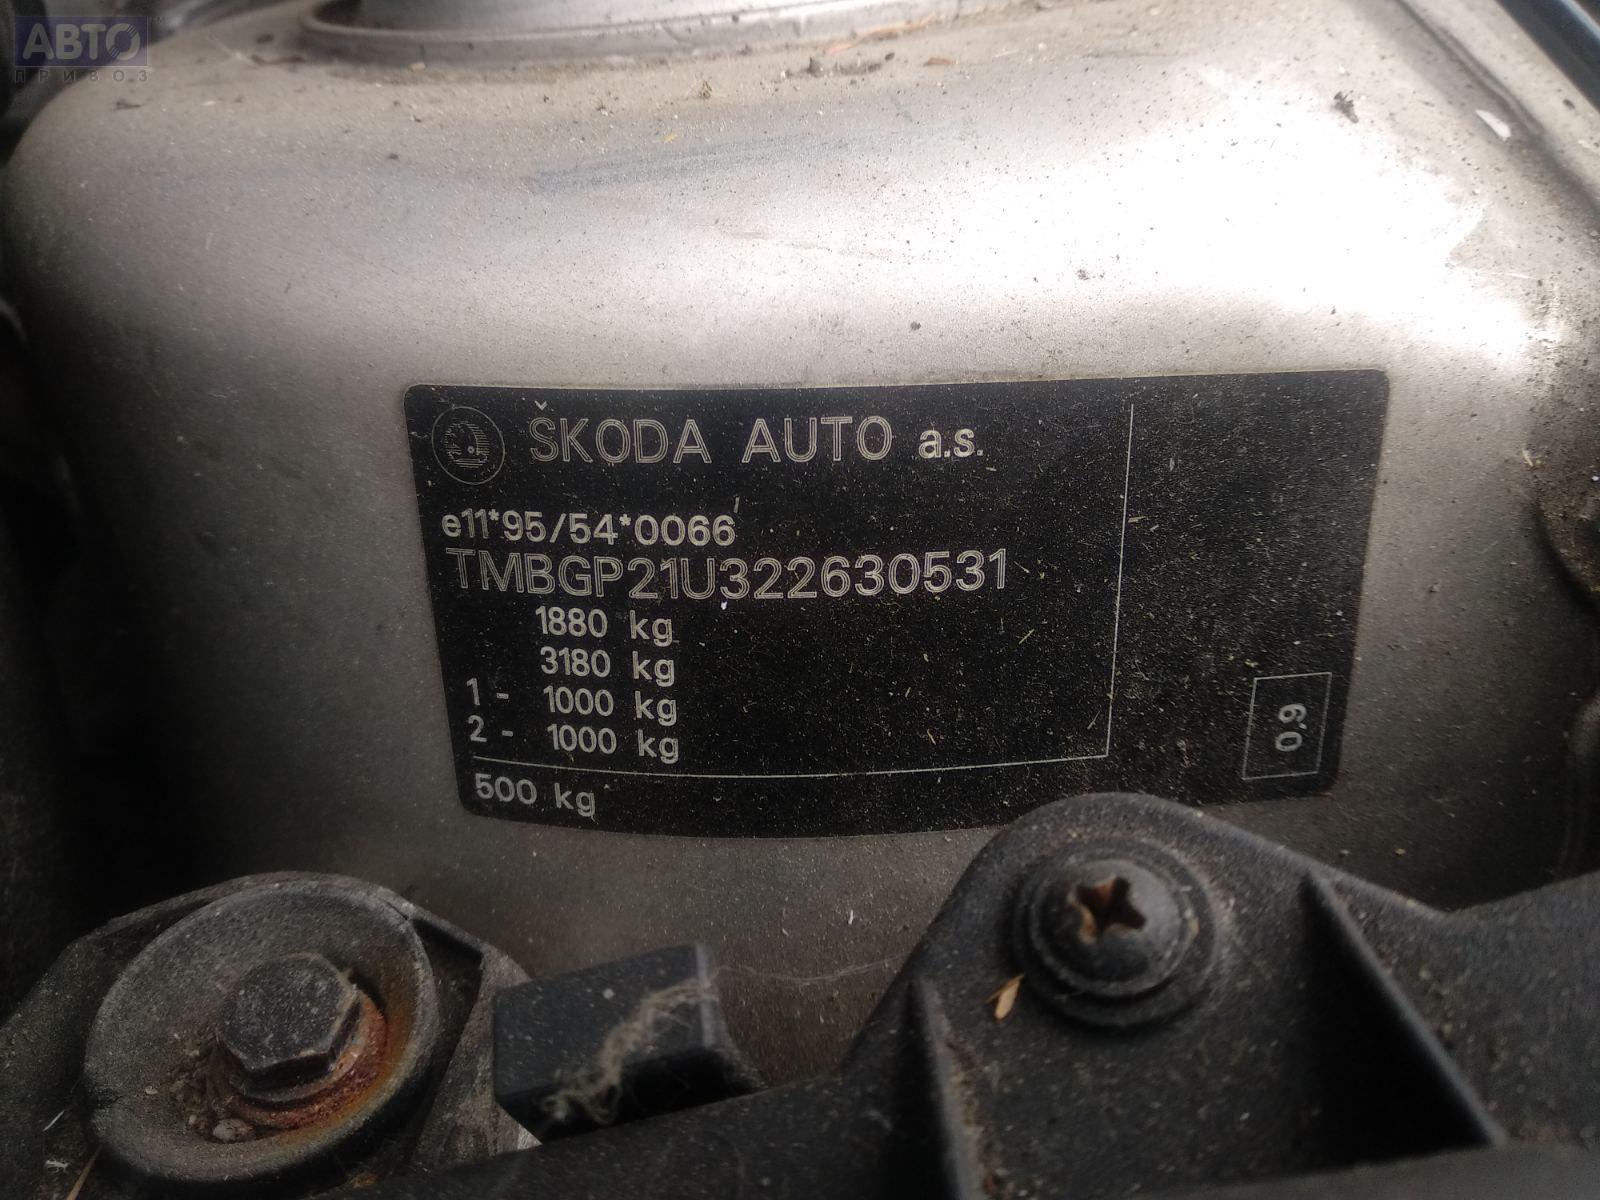 АВТО
ПРИВОЗ
ŠKODA AUTO a.s.
e11*95/54*0066
TMBGP21U322630531
1880 kg
3180 kg
1 - 1000 kg
2 - 1000 kg
500 kg
0,9